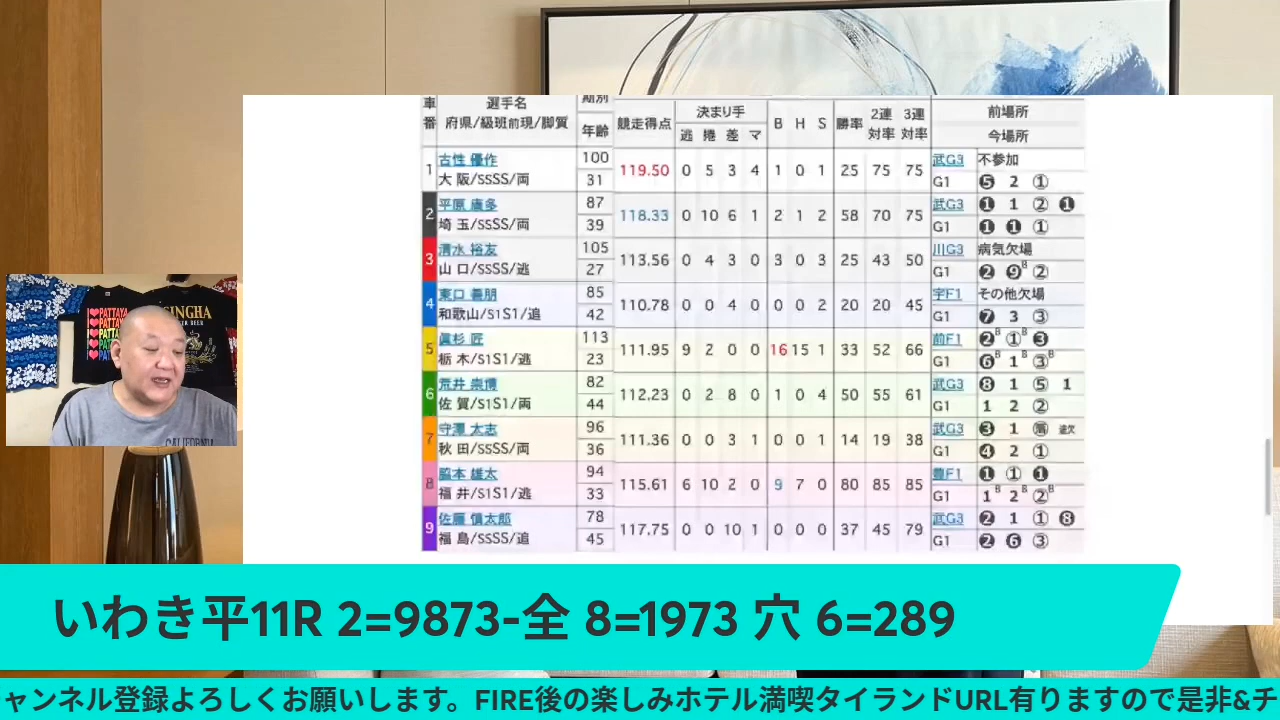 車番 選手名 府県/級班前現/脚質 期別 年齢 競走得点 決まり手 逃 捲 差 マ B H S 勝率 2連対率 3連対率 前場所 今場所
1 古性 優作 100 119.50 0 5 3 4 1 0 1 25 75 75 武G3 不参加
大 阪/SSSS/両 31 G1 ❺ 2 ①
2 平原 康多 87 118.33 0 10 6 1 2 1 2 58 70 75 武G3 ❶ 1 ② ❶
埼 玉/SSSS/両 39 G1 ❶ ❶ ①
3 清水 裕友 105 113.56 0 4 3 0 3 0 3 25 43 50 川G3 病気欠場
山 口/SSSS/逃 27 G1 ❷ ❾B ②
4 東口 善朋 85 110.78 0 0 4 0 0 0 2 20 20 45 宇F1 その他欠場
和歌山/S1S1/追 42 G1 ❼ 3 ③
5 眞杉 匠 113 111.95 9 2 0 0 16 15 1 33 52 66 前F1 ❷B ①B ❸
栃 木/S1S1/逃 23 G1 ❻B 1 ③B
6 荒井 崇博 82 112.23 0 2 8 0 1 0 4 50 55 61 武G3 ❽ 1 ⑤ 1
佐 賀/S1S1/両 44 G1 1 2 ②
7 守澤 太志 96 111.36 0 0 3 1 0 0 1 14 19 38 武G3 ❸ 1 途欠
秋 田/SSSS/両 36 G1 ❹ 2 ①
8 脇本 雄太 94 115.61 6 10 2 0 9 7 0 80 85 85 豊F1 ❶ ① ❶
福 井/S1S1/逃 33 G1 1B 2B ②B
9 佐藤 慎太郎 78 117.75 0 0 10 1 0 0 0 37 45 79 武G3 ❷ 1 ① ❽
福 島/SSSS/追 45 G1 ❷ ❻ ③
PATTAYA
PATTAYA
PATTA
PATT
PAT
SINGHA
BEER
CALIFORNIA
いわき平11R 2=9873-全 8=1973 穴 6=289
ャンネル登録よろしくお願いします。FIRE後の楽しみホテル満喫タイランドURL有りますので是非&チ